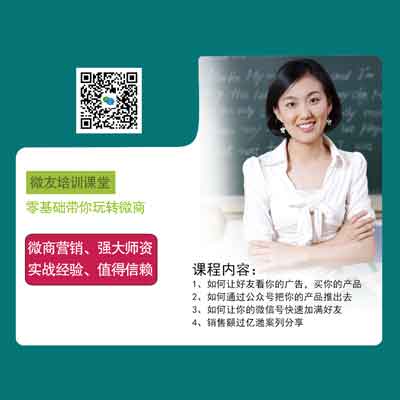 微友培训课堂
零基础带你玩转微商
微商营销、强大师资
实战经验、值得信赖
课程内容：
1、如何让好友看你的广告，买你的产品
2、如何通过公众号把你的产品推出去
3、如何让你的微信号快速加满好友
4、销售额过亿滟案列分享